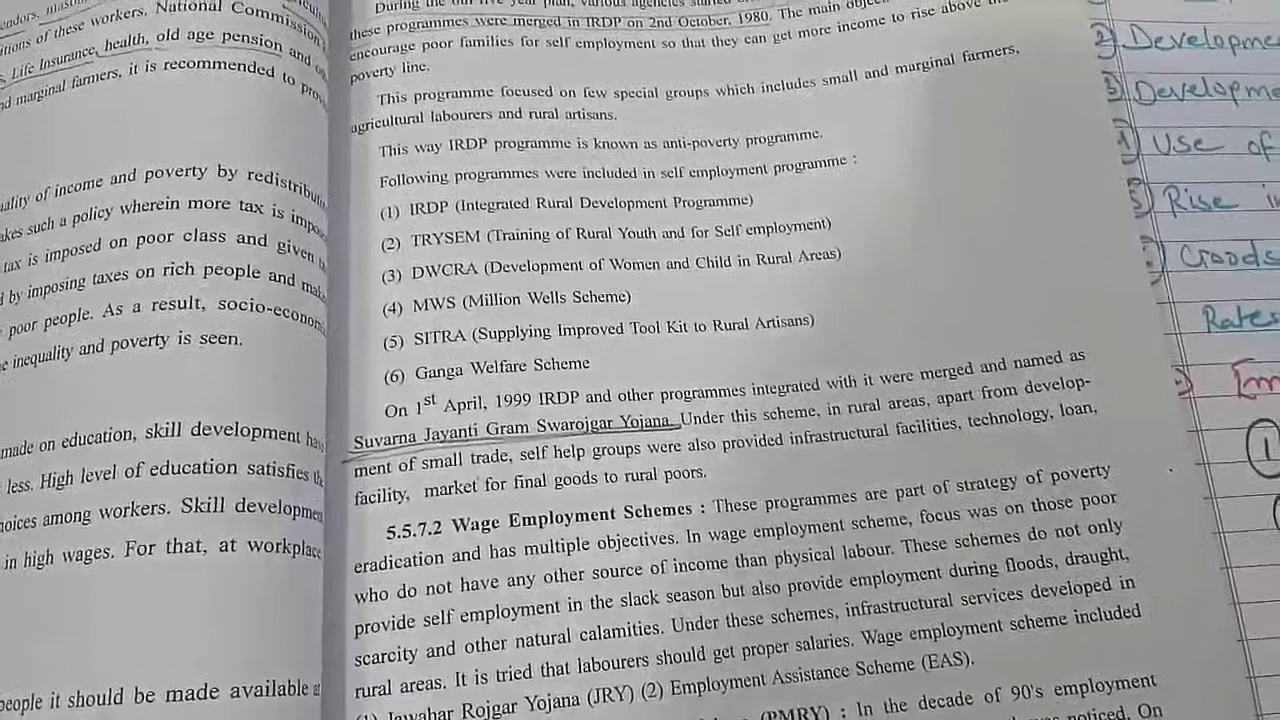 ations of these workers. National Commission
Life Insurance, health, old age pension and
marginal farmers, it is recommended to
of income and poverty by
such a policy wherein more tax is
tax is imposed on poor class and given
by imposing taxes on rich people and
poor people. As a result,
inequality and poverty is seen.
made on education, skill development
less. High level of education satisfies
among workers. Skill
in high wages. For that, at workplace
people it should be made available
these programmes were merged in IRDP on 2nd October, 1980. The main
encourage poor families for self employment so that they can get more income to rise above
poverty line.
This programme focused on few special groups which includes small and marginal farmers,
agricultural labourers and rural artisans.
This way IRDP programme is known as anti-poverty programme.
Following programmes were included in self employment programme :
(1) IRDP (Integrated Rural Development Programme)
(2) TRYSEM (Training of Rural Youth and for Self employment)
(3) DWCRA (Development of Women and Child in Rural Areas)
(4) MWS (Million Wells Scheme)
(5) SITRA (Supplying Improved Tool Kit to Rural Artisans)
(6) Ganga Welfare Scheme
On 1st April, 1999 IRDP and other programmes integrated with it were merged and named as
Suvarna Jayanti Gram Swarojgar Yojana. Under this scheme, in rural areas, apart from develop-
ment of small trade, self help groups were also provided infrastructural facilities, technology, loan,
facility, market for final goods to rural poors.
5.5.7.2 Wage Employment Schemes : These programmes are part of strategy of poverty
eradication and has multiple objectives. In wage employment scheme, focus was on those poor
who do not have any other source of income than physical labour. These schemes do not only
provide self employment in the slack season but also provide employment during floods, draught,
scarcity and other natural calamities. Under these schemes, infrastructural services developed in
rural areas. It is tried that labourers should get proper salaries. Wage employment scheme included
Jawahar Rojgar Yojana (JRY) (2) Employment Assistance Scheme (EAS).
(PMRY) : In the decade of 90's employment
noticed. On
2)
3)
Use of
5) Rise
Goods
Rates
1